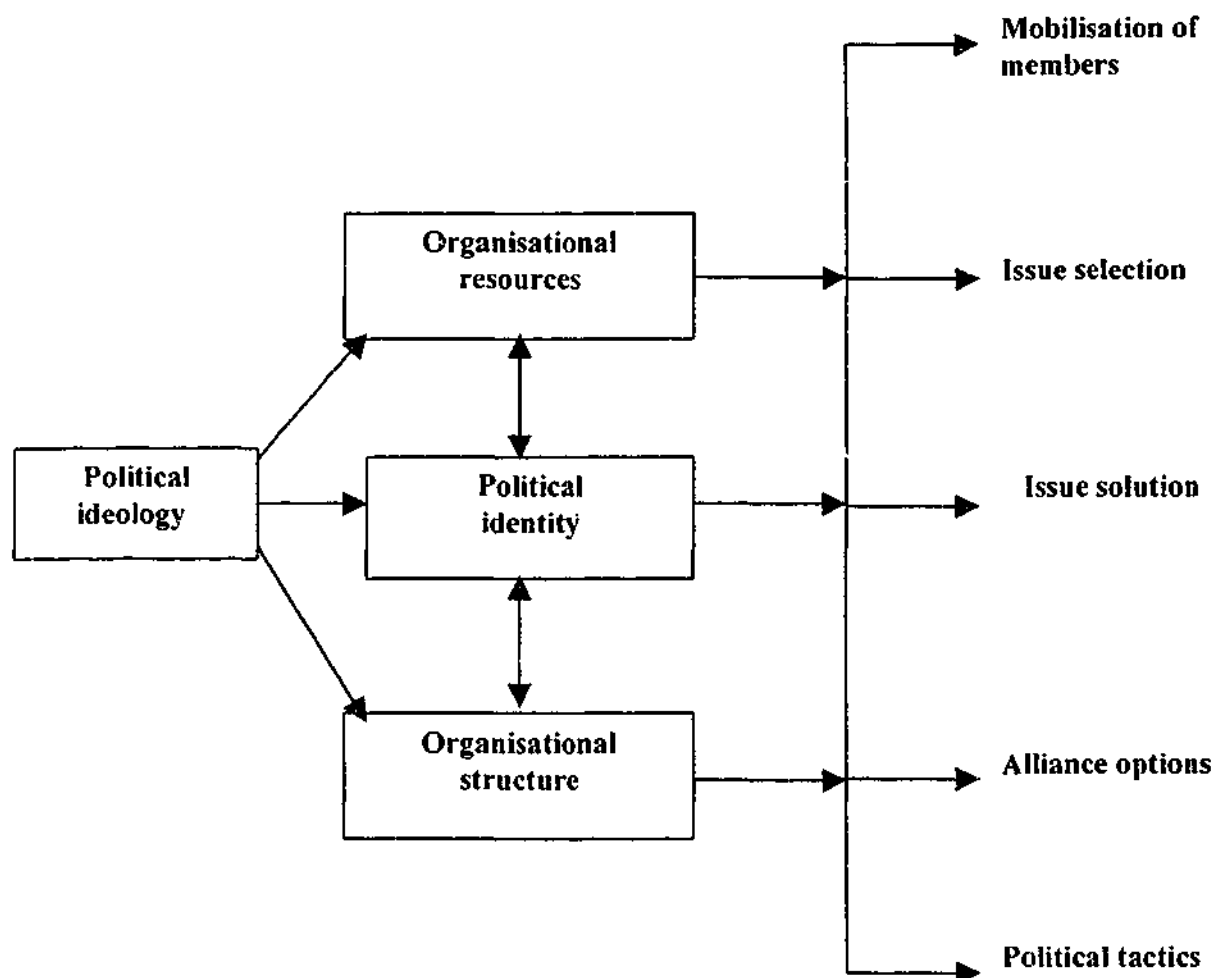 Mobilisation of
members
Organisational
resources
Issue selection
Political
ideology
Political
identity
Issue solution
Organisational
structure
Alliance options
Political tactics